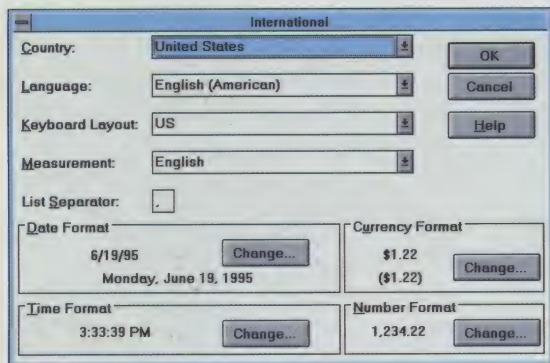 International
Country: United States
OK
Language: English (American)
Cancel
Keyboard Layout: US
Help
Measurement: English
List Separator: ,
Date Format
6/19/95
Change...
Monday, June 19, 1995
Currency Format
$1.22
($1.22)
Change...
Time Format
3:33:39 PM
Change...
Number Format
1,234.22
Change...